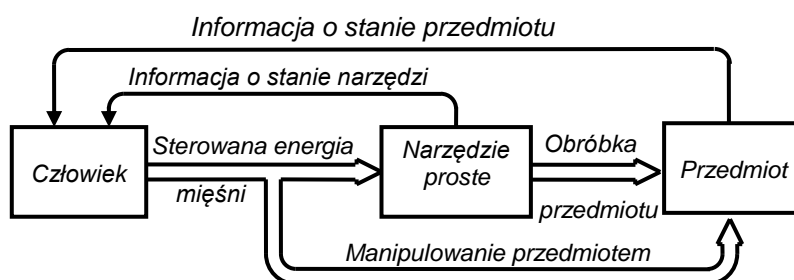 Informacja o stanie przedmiotu
Informacja o stanie narzędzi
Człowiek
Sterowana energia
mięśni
Narzędzie
proste
Obróbka
przedmiotu
Przedmiot
Manipulowanie przedmiotem